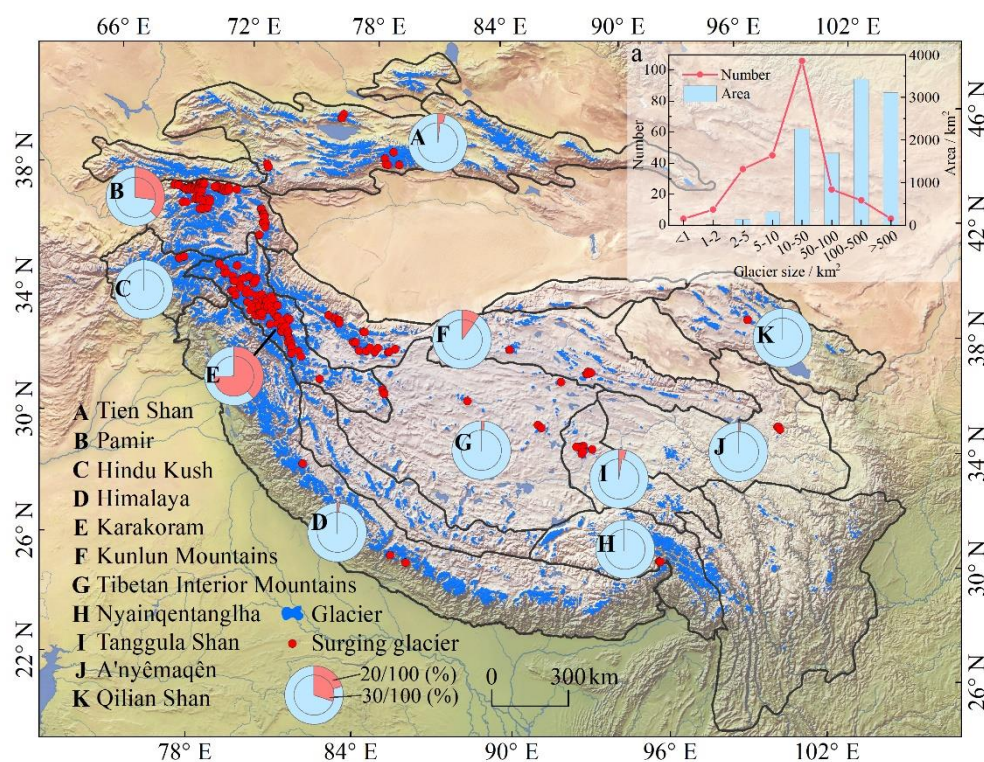 66° E 72° E 78° E 84° E 90° E 96° E 102° E
a
Number
Area
100
80
60
40
20
0
Number
4000
3000
2000
1000
0
Area / km²
<1 1-2 2-5 5-10 10-50 50-100 100-500 >500
Glacier size / km²
38° N
34° N
30° N
26° N
22° N
46° N
42° N
38° N
34° N
30° N
26° N
A
B
C
F
K
E
G
I
J
D
H
A Tien Shan
B Pamir
C Hindu Kush
D Himalaya
E Karakoram
F Kunlun Mountains
G Tibetan Interior Mountains
H Nyainqentanglha
I Tanggula Shan
J A'nyêmaqên
K Qilian Shan
Glacier
Surging glacier
20/100 (%)
30/100 (%)
0 300 km
78° E 84° E 90° E 96° E 102° E